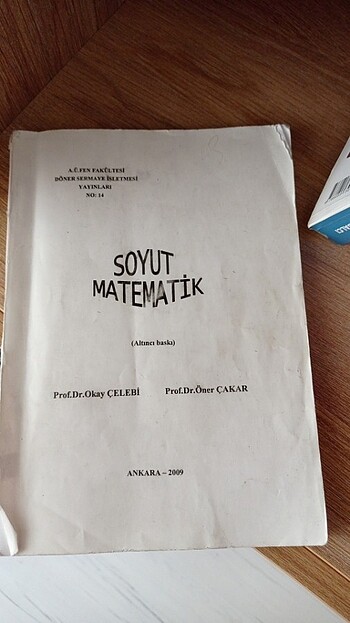 A.Ü.FEN FAKÜLTESİ
DÖNER SERMAYE İŞLETMESİ
YAYINLARI
NO: 14
SOYUT
MATEMATİK
(Altıncı baskı)
Prof.Dr.Okay ÇELEBİ Prof.Dr.Öner ÇAKAR
ANKARA – 2009